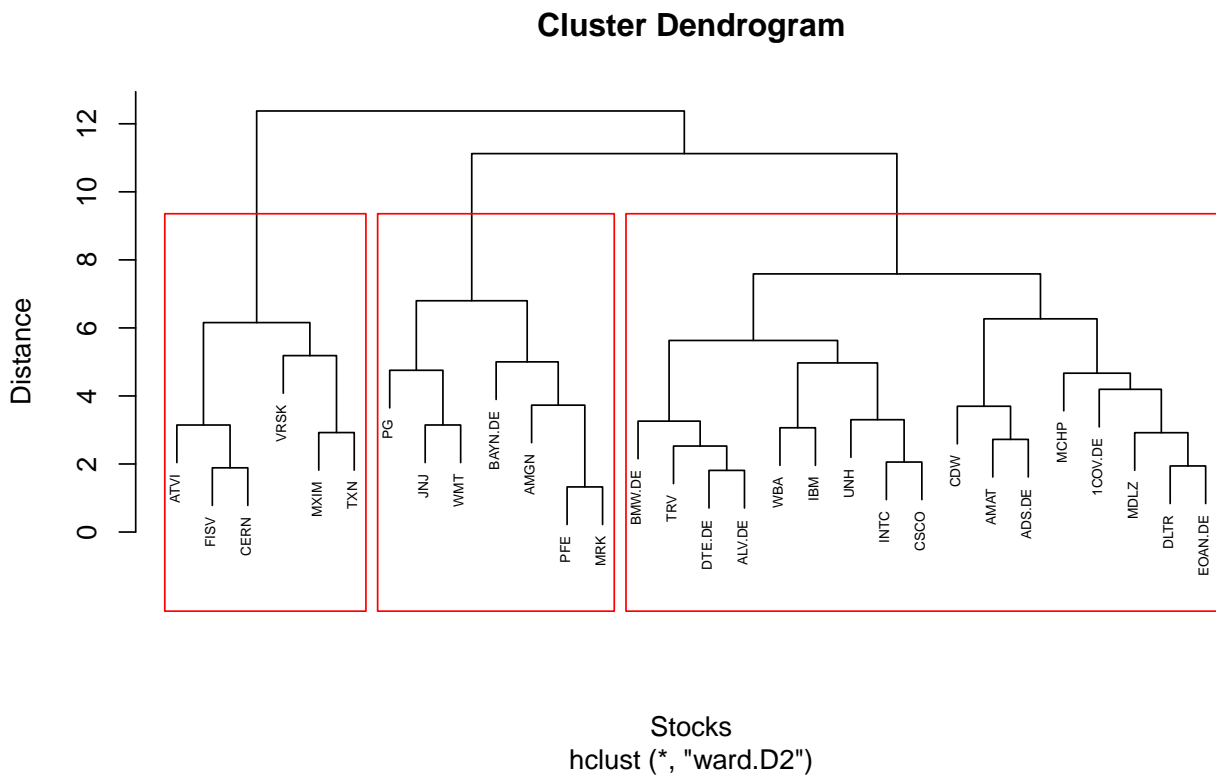 Cluster Dendrogram
Distance
12
10
8
6
4
2
0
ATVI
FISV
CERN
VRSK
MXIM
TXN
PG
JNJ
WMT
BAYN.DE
AMGN
PFE
MRK
BMW.DE
TRV
DTE.DE
ALV.DE
WBA
IBM
UNH
INTC
CSCO
CDW
AMAT
ADS.DE
MCHP
1COV.DE
MDLZ
DLTR
EOAN.DE
Stocks
hclust (*, "ward.D2")